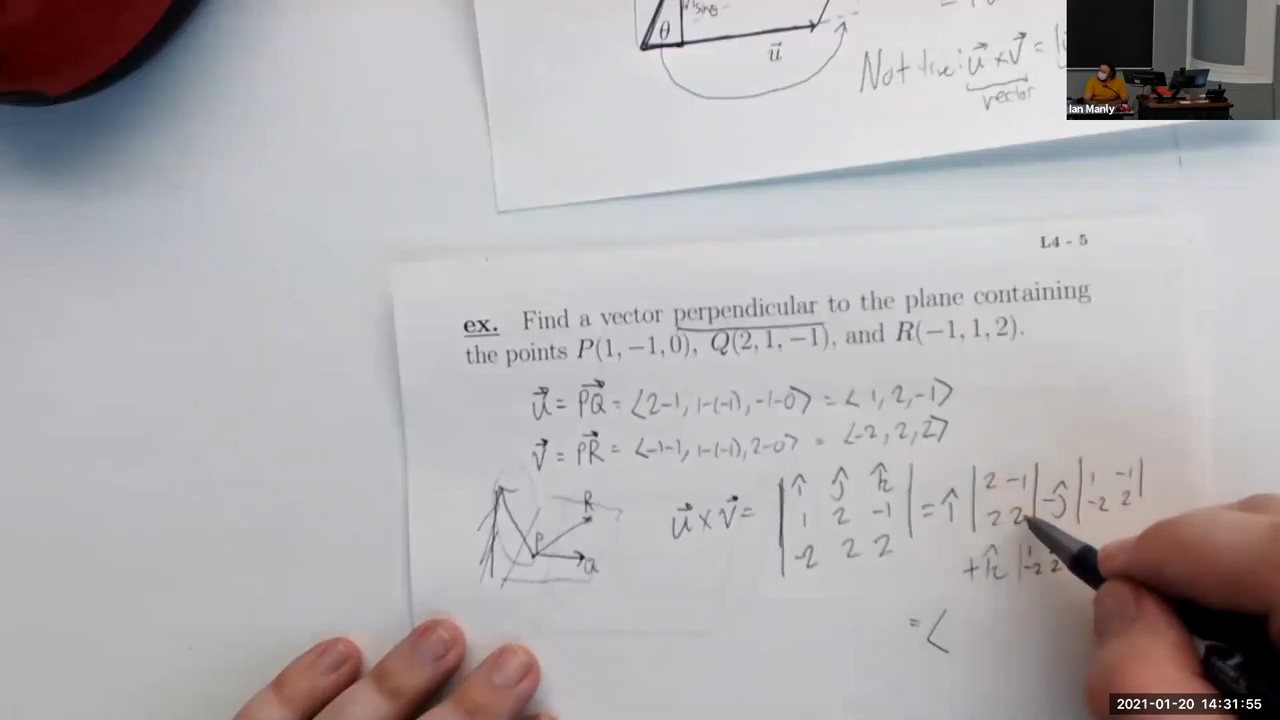 θ
u⃗
Not true: u⃗ × v⃗ =
vector
Ian Manly
L4 - 5
ex. Find a vector perpendicular to the plane containing
the points P(1, −1, 0), Q(2, 1, −1), and R(−1, 1, 2).
u⃗ = PQ⃗ = ⟨2-1, 1-(-1), -1-0⟩ = ⟨1, 2, -1⟩
v⃗ = PR⃗ = ⟨-1-1, 1-(-1), 2-0⟩ = ⟨-2, 2, 2⟩
R
P
Q
u⃗ × v⃗ = | î ĵ k̂ | = î | 2 -1 | - ĵ | 1 -1 |
| 1 2 -1 | | 2 2 | | -2 2 |
| -2 2 2 |
+ k̂ | 1
-2 2
= ⟨
2021-01-20 14:31:55